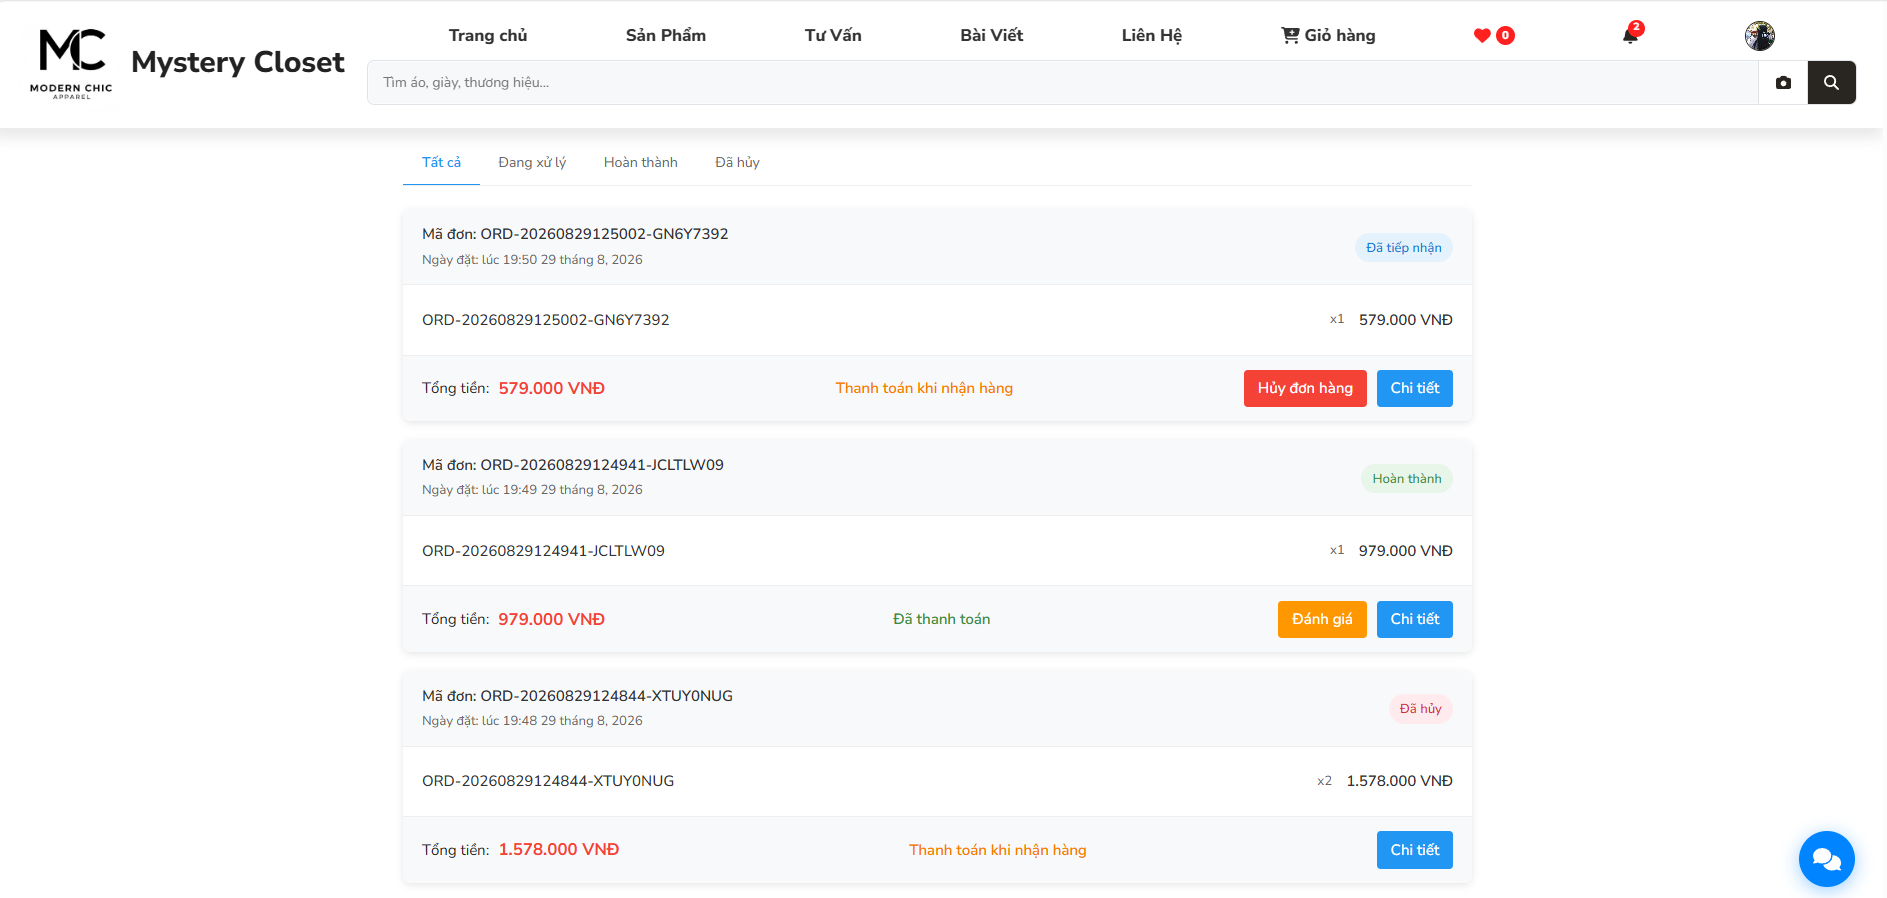 MC
MODERN CHIC
APPAREL
Mystery Closet
Trang chủ
Sản Phẩm
Tư Vấn
Bài Viết
Liên Hệ
Giỏ hàng
0
2
Tìm áo, giày, thương hiệu...
Tất cả
Đang xử lý
Hoàn thành
Đã hủy
Mã đơn: ORD-20260829125002-GN6Y7392
Ngày đặt: lúc 19:50 29 tháng 8, 2026
Đã tiếp nhận
ORD-20260829125002-GN6Y7392
x1 579.000 VNĐ
Tổng tiền: 579.000 VNĐ
Thanh toán khi nhận hàng
Hủy đơn hàng
Chi tiết
Mã đơn: ORD-20260829124941-JCLTLW09
Ngày đặt: lúc 19:49 29 tháng 8, 2026
Hoàn thành
ORD-20260829124941-JCLTLW09
x1 979.000 VNĐ
Tổng tiền: 979.000 VNĐ
Đã thanh toán
Đánh giá
Chi tiết
Mã đơn: ORD-20260829124844-XTUY0NUG
Ngày đặt: lúc 19:48 29 tháng 8, 2026
Đã hủy
ORD-20260829124844-XTUY0NUG
x2 1.578.000 VNĐ
Tổng tiền: 1.578.000 VNĐ
Thanh toán khi nhận hàng
Chi tiết